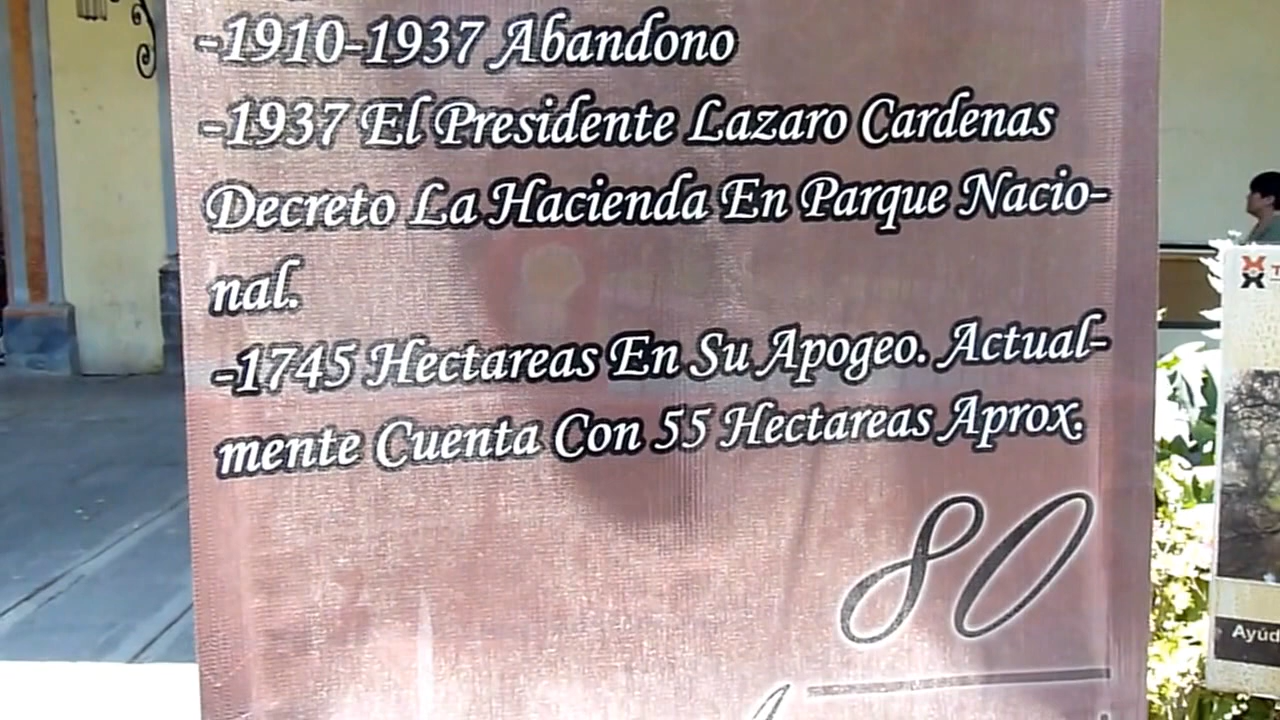 -1910-1937 Abandono
-1937 El Presidente Lazaro Cardenas
Decreto La Hacienda En Parque Nacio-
nal.
-1745 Hectareas En Su Apogeo. Actual-
mente Cuenta Con 55 Hectareas Aprox.
80
Ayúd